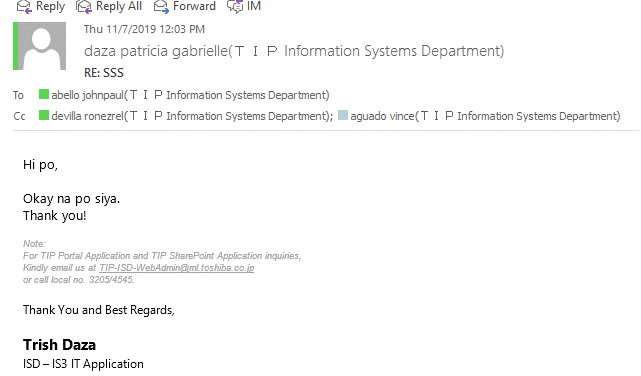 Reply Reply All Forward IM
Thu 11/7/2019 12:03 PM
daza patricia gabrielle(ＴＩＰ Information Systems Department)
RE: SSS
To abello johnpaul(ＴＩＰ Information Systems Department)
Cc devilla ronezrel(ＴＩＰ Information Systems Department); aguado vince(ＴＩＰ Information Systems Department)
Hi po,
Okay na po siya.
Thank you!
Note:
For TIP Portal Application and TIP SharePoint Application inquiries,
Kindly email us at TIP-ISD-WebAdmin@ml.toshiba.co.jp
or call local no. 3205/4545.
Thank You and Best Regards,
Trish Daza
ISD – IS3 IT Application